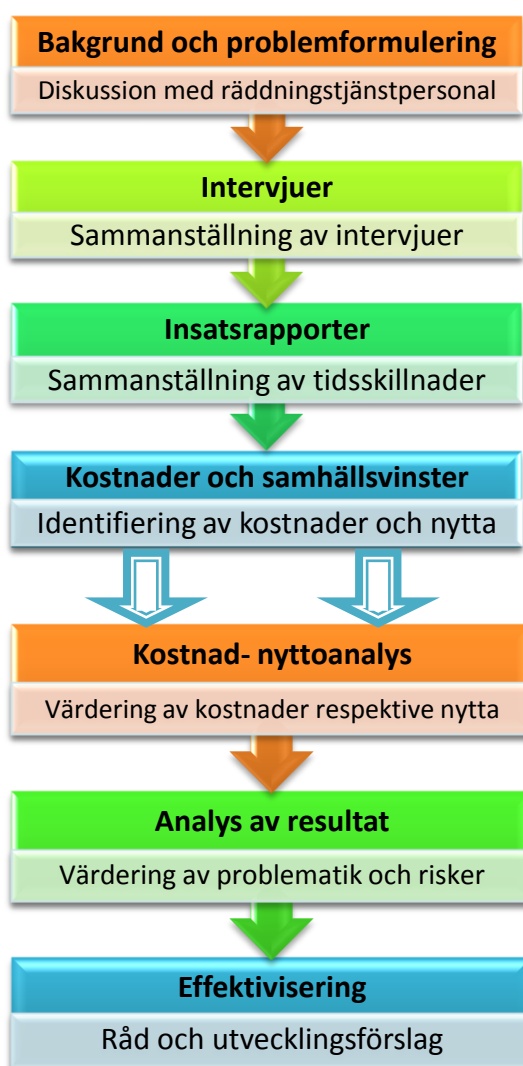 Bakgrund och problemformulering
Diskussion med räddningstjänstpersonal
Intervjuer
Sammanställning av intervjuer
Insatsrapporter
Sammanställning av tidsskillnader
Kostnader och samhällsvinster
Identifiering av kostnader och nytta
Kostnad- nyttoanalys
Värdering av kostnader respektive nytta
Analys av resultat
Värdering av problematik och risker
Effektivisering
Råd och utvecklingsförslag